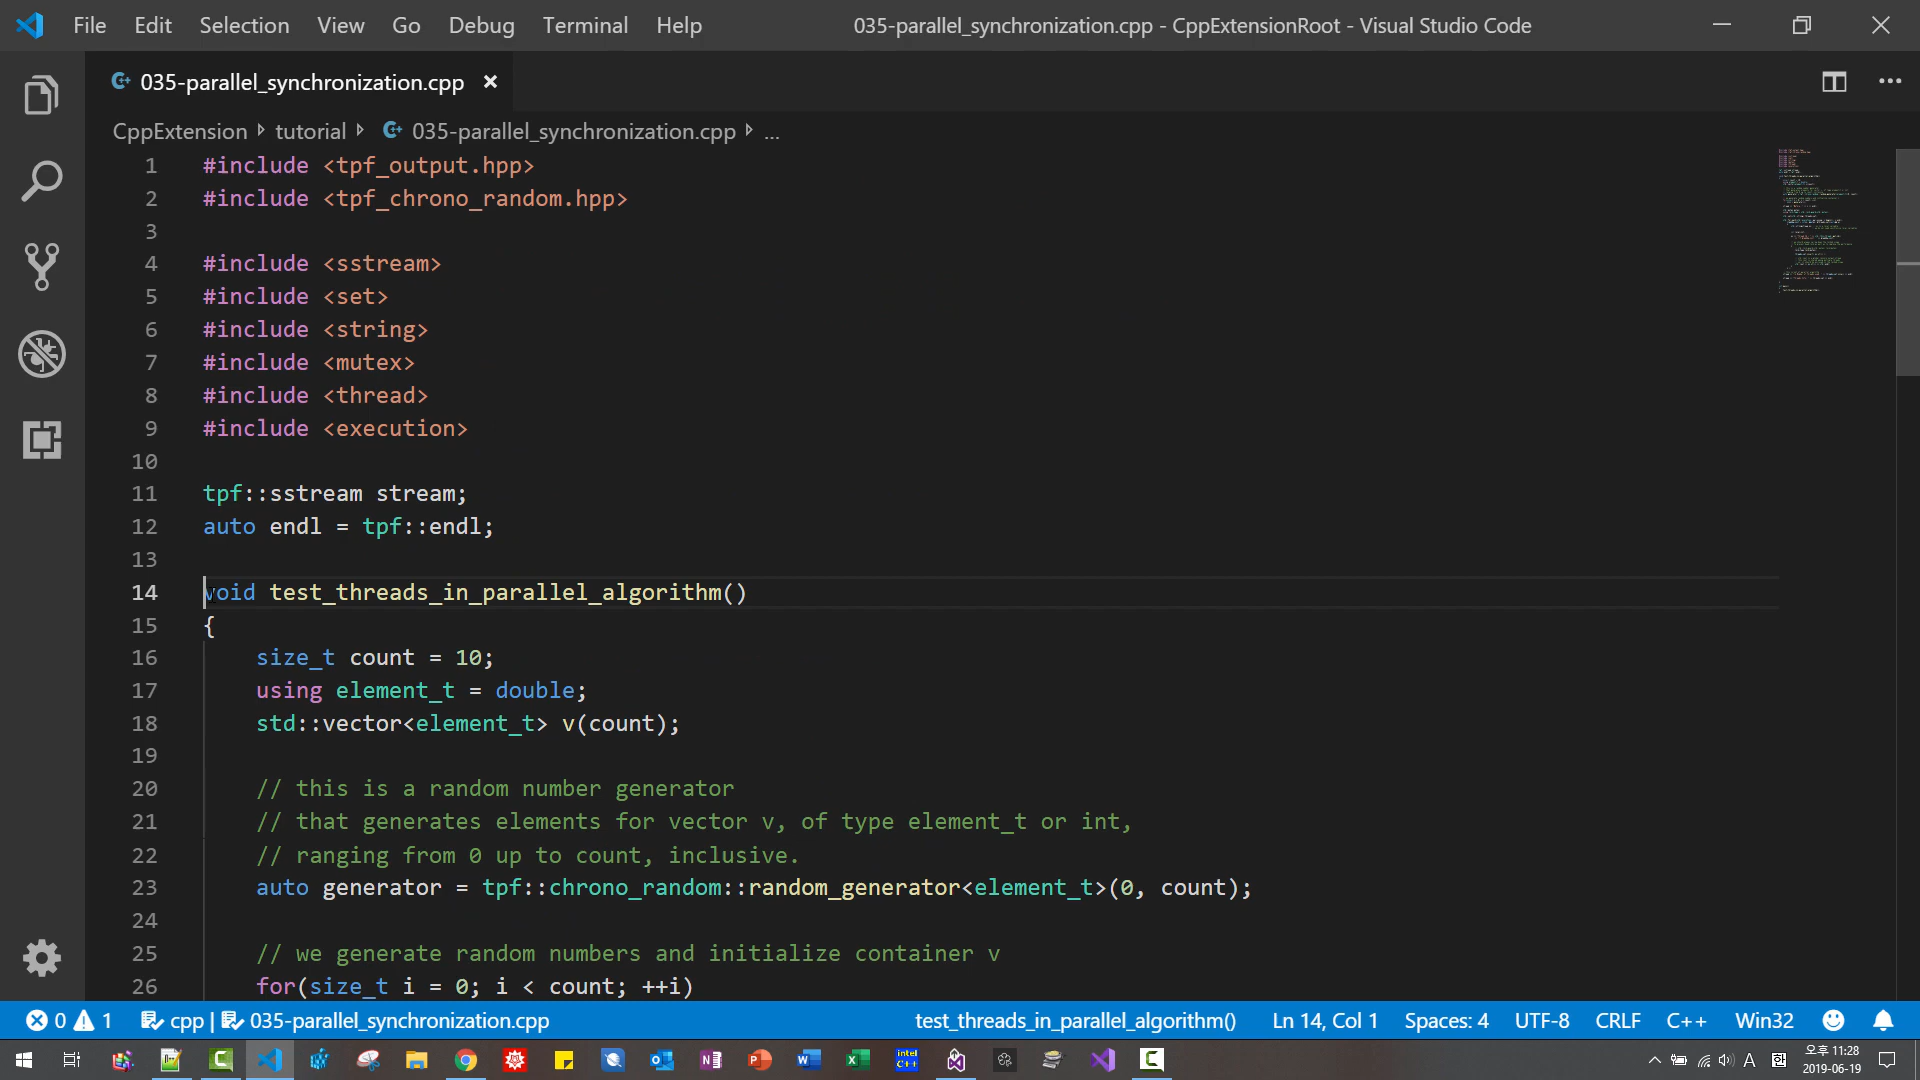 File Edit Selection View Go Debug Terminal Help 035-parallel_synchronization.cpp - CppExtensionRoot - Visual Studio Code
035-parallel_synchronization.cpp
CppExtension tutorial 035-parallel_synchronization.cpp ...
1 #include <tpf_output.hpp>
2 #include <tpf_chrono_random.hpp>
3
4 #include <sstream>
5 #include <set>
6 #include <string>
7 #include <mutex>
8 #include <thread>
9 #include <execution>
10
11 tpf::sstream stream;
12 auto endl = tpf::endl;
13
14 void test_threads_in_parallel_algorithm()
15 {
16 size_t count = 10;
17 using element_t = double;
18 std::vector<element_t> v(count);
19
20 // this is a random number generator
21 // that generates elements for vector v, of type element_t or int,
22 // ranging from 0 up to count, inclusive.
23 auto generator = tpf::chrono_random::random_generator<element_t>(0, count);
24
25 // we generate random numbers and initialize container v
26 for(size_t i = 0; i < count; ++i)
0 1 cpp | 035-parallel_synchronization.cpp test_threads_in_parallel_algorithm() Ln 14, Col 1 Spaces: 4 UTF-8 CRLF C++ Win32
intel C++ A 오후 11:28
2019-06-19